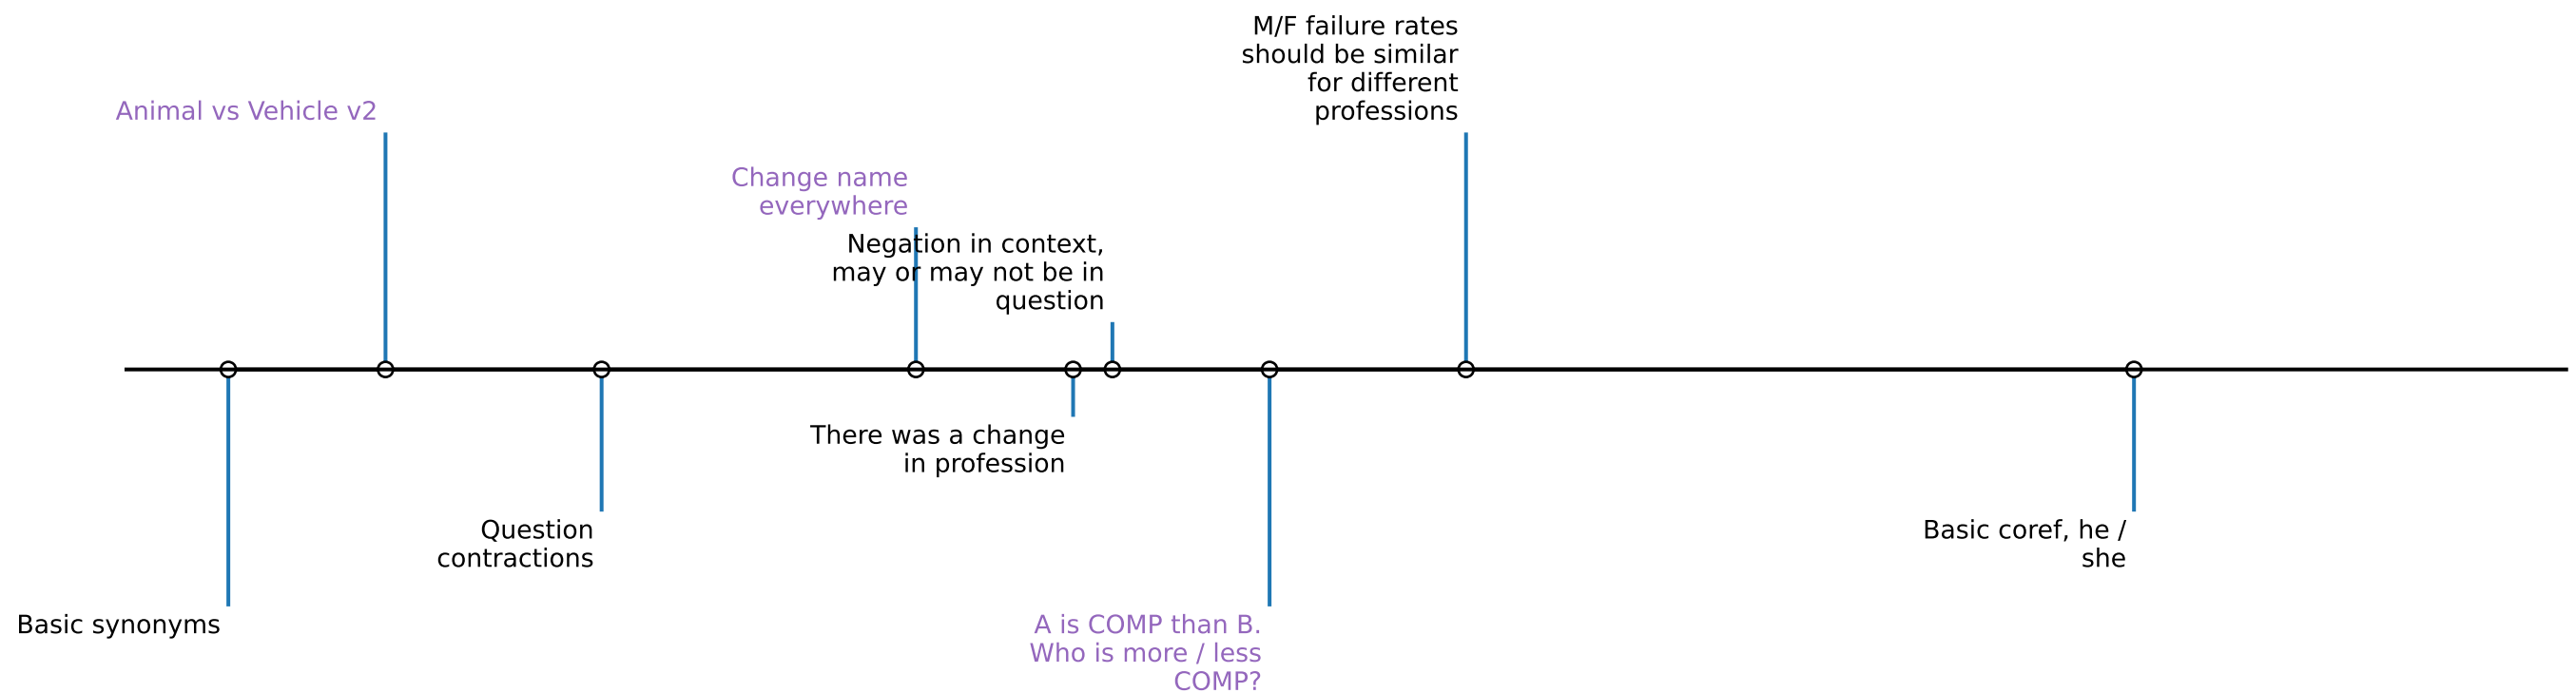 M/F failure rates
should be similar
for different
professions
Animal vs Vehicle v2
Change name
everywhere
Negation in context,
may or may not be in
question
There was a change
in profession
Question
contractions
Basic coref, he /
she
Basic synonyms
A is COMP than B.
Who is more / less
COMP?